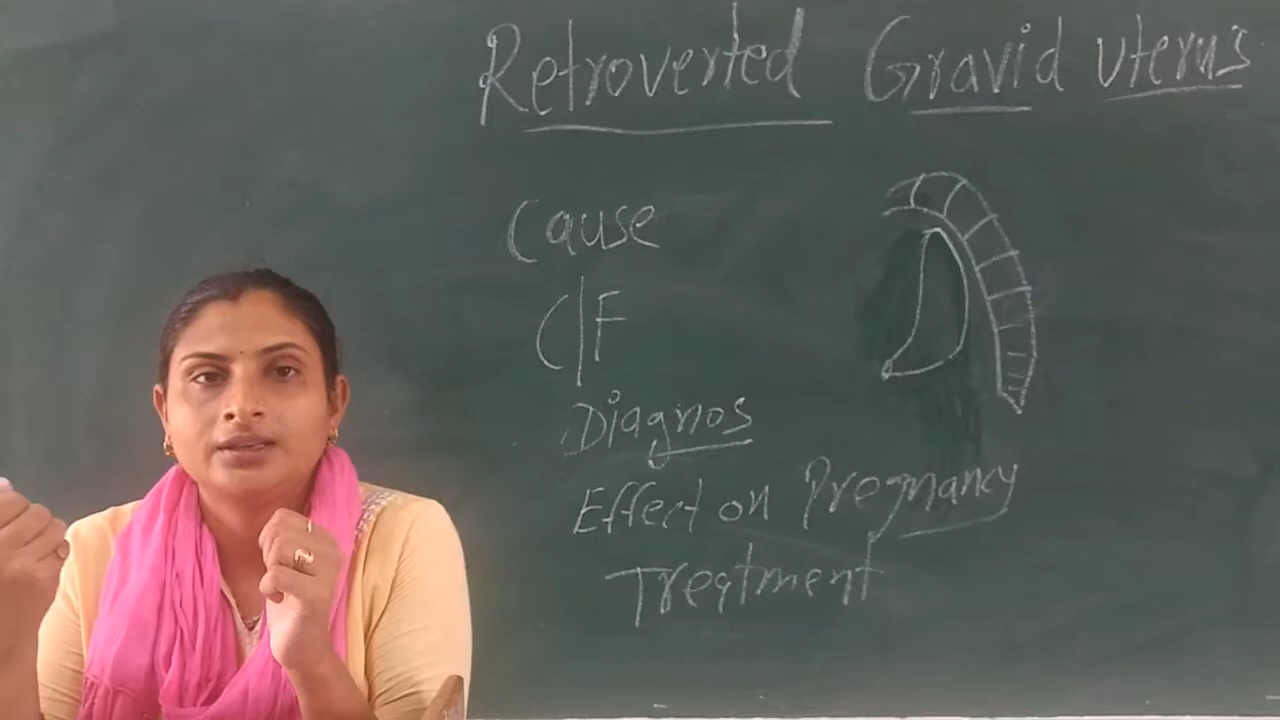 Retroverted Gravid uterus
Cause
C/F
Diagnos
Effect on Pregnancy
Treatment